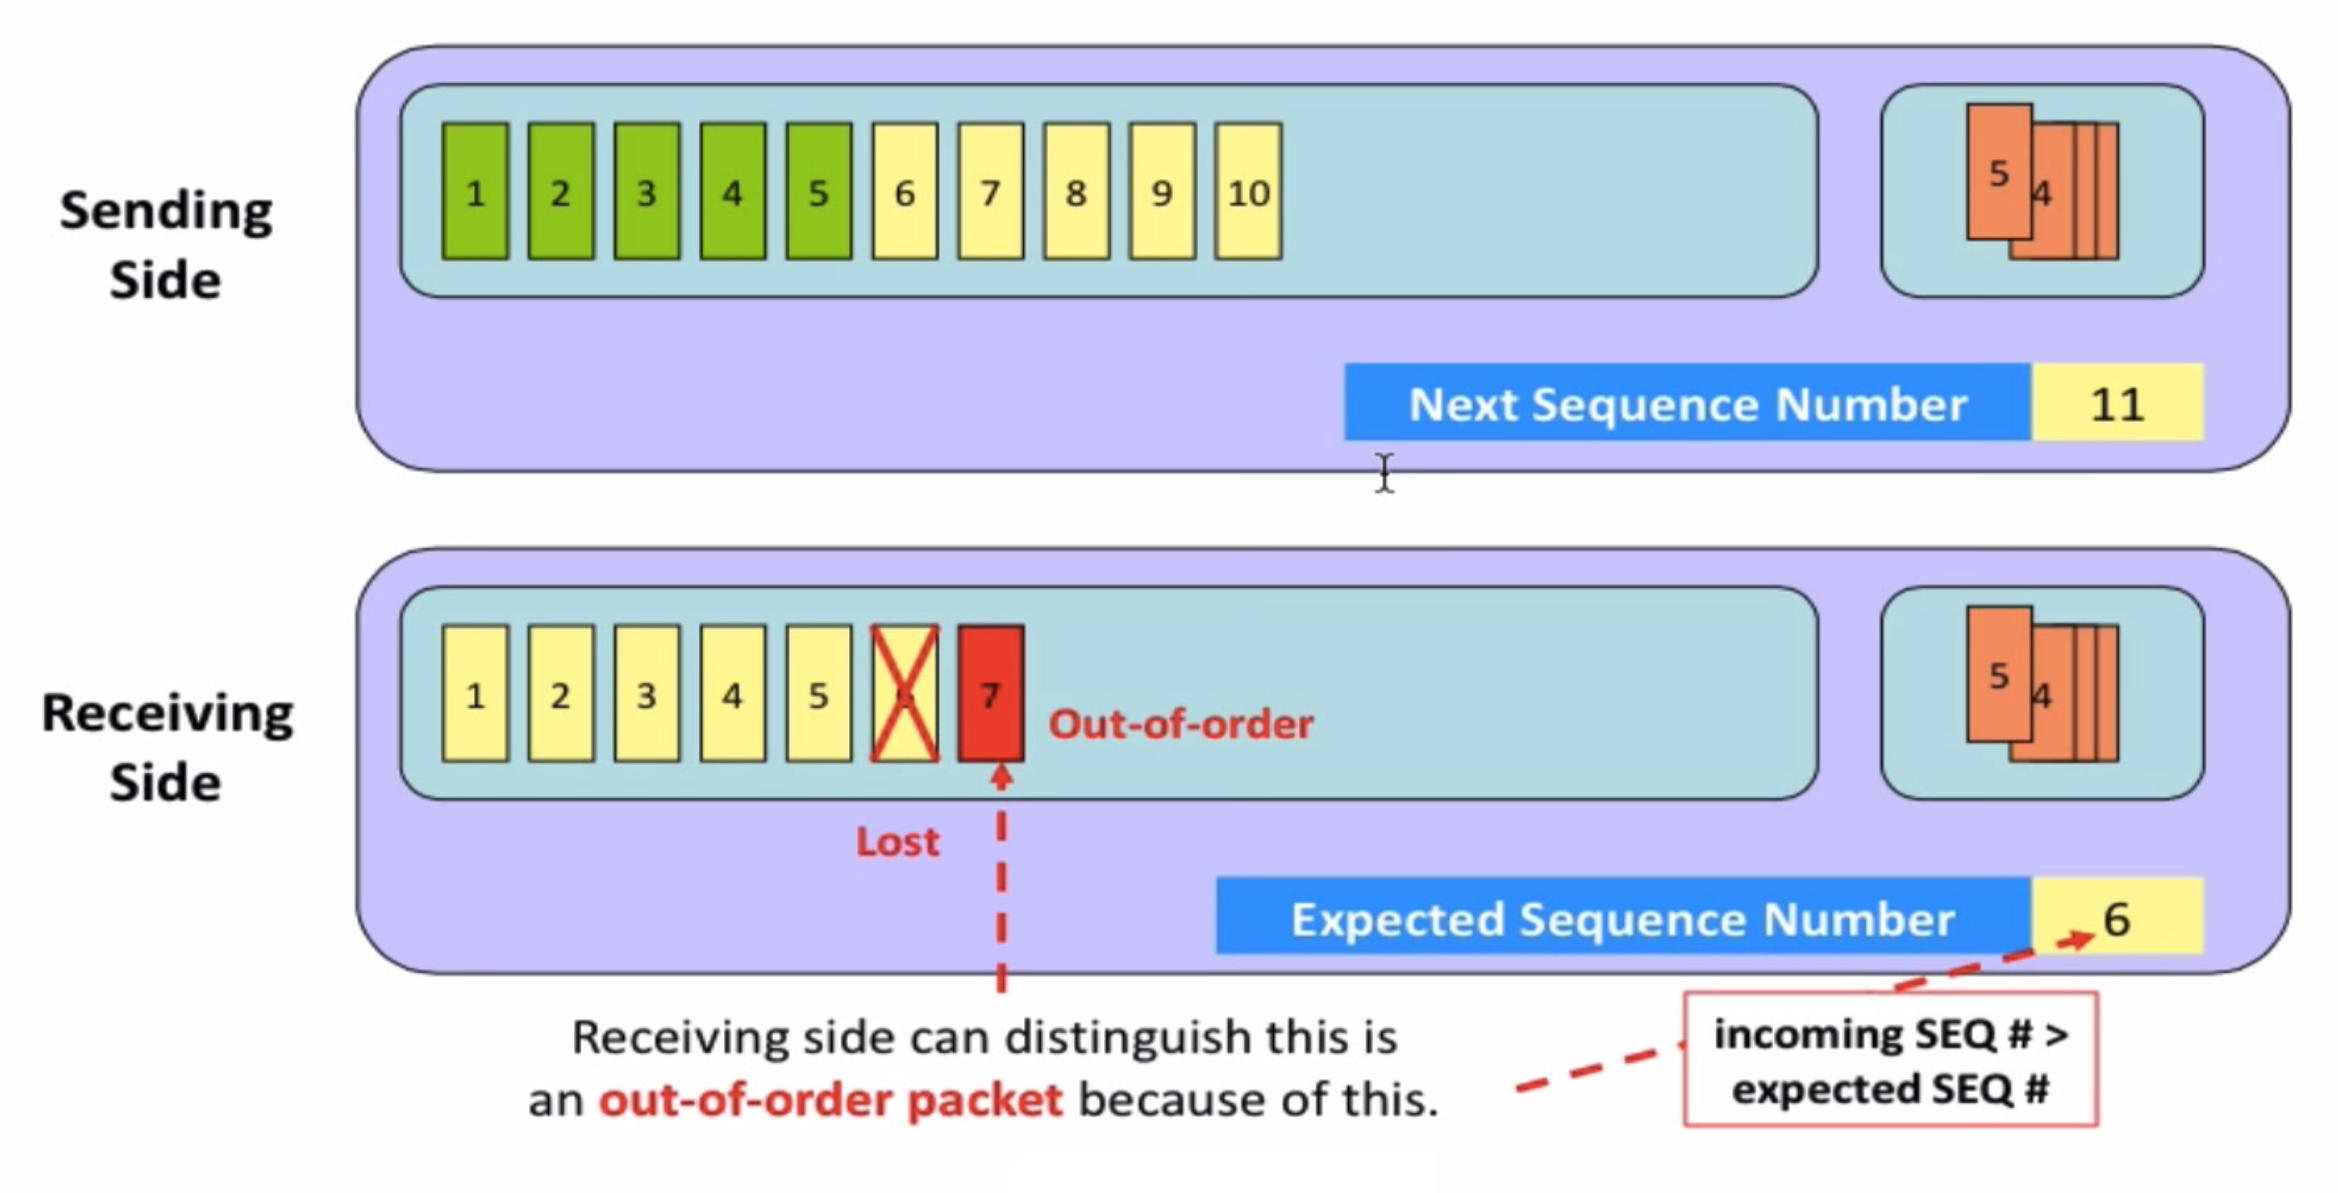 Sending
Side
1 2 3 4 5 6 7 8 9 10
5
4
Next Sequence Number 11
Receiving
Side
1 2 3 4 5 6 7
Out-of-order
5
4
Lost
Expected Sequence Number 6
Receiving side can distinguish this is
an out-of-order packet because of this.
incoming SEQ # >
expected SEQ #